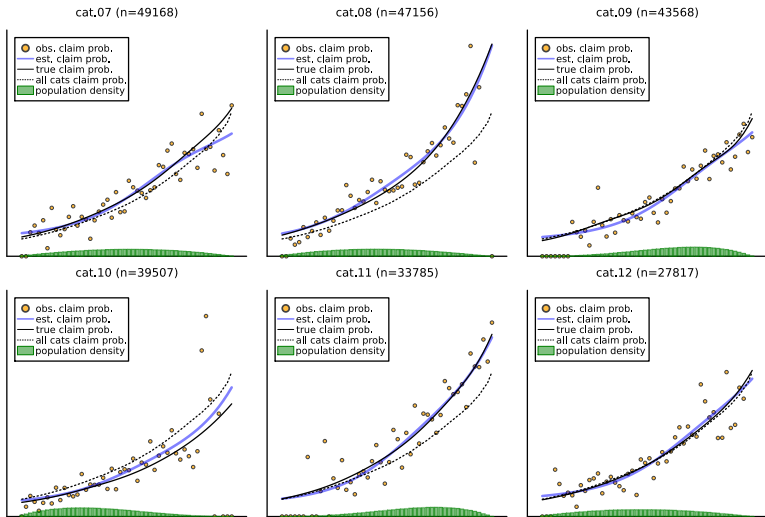 cat.07 (n=49168)
obs. claim prob.
est. claim prob.
true claim prob.
all cats claim prob.
population density
cat.08 (n=47156)
obs. claim prob.
est. claim prob.
true claim prob.
all cats claim prob.
population density
cat.09 (n=43568)
obs. claim prob.
est. claim prob.
true claim prob.
all cats claim prob.
population density
cat.10 (n=39507)
obs. claim prob.
est. claim prob.
true claim prob.
all cats claim prob.
population density
cat.11 (n=33785)
obs. claim prob.
est. claim prob.
true claim prob.
all cats claim prob.
population density
cat.12 (n=27817)
obs. claim prob.
est. claim prob.
true claim prob.
all cats claim prob.
population density